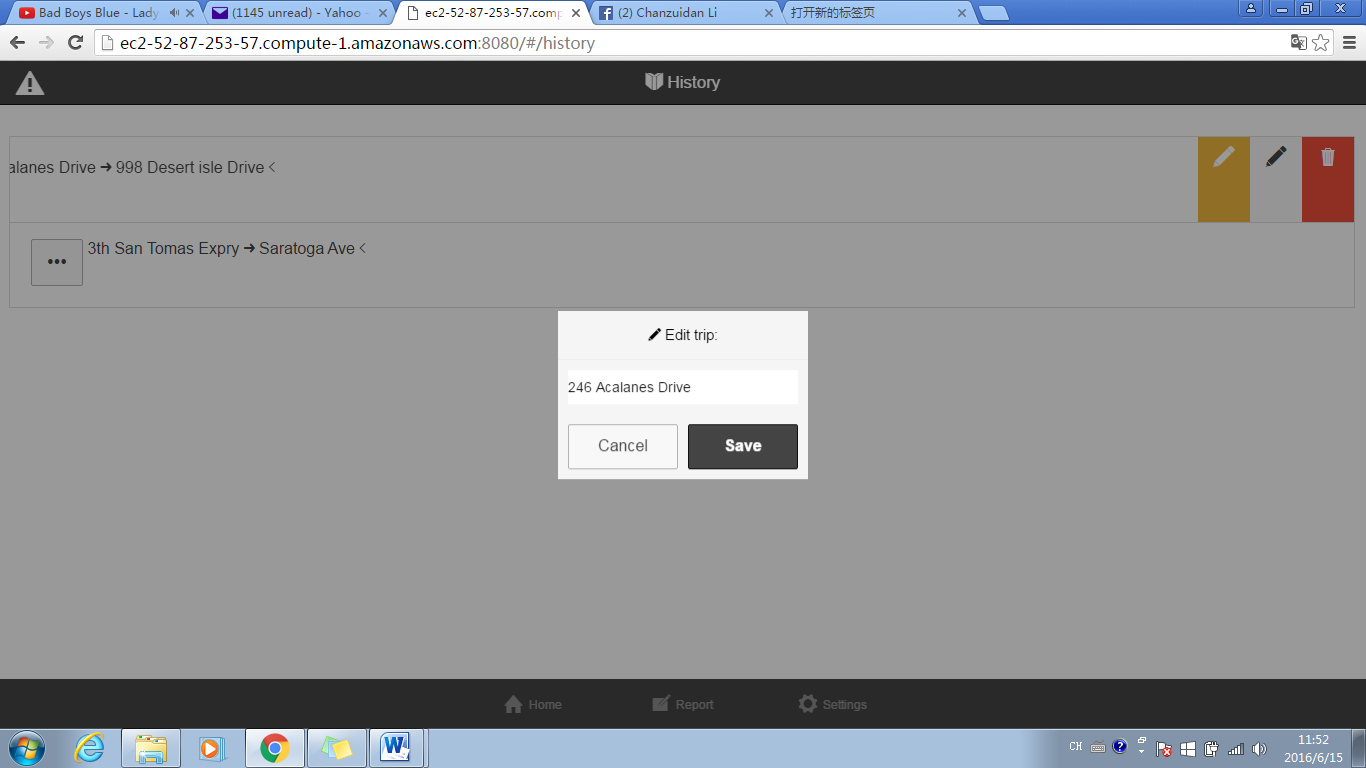 Bad Boys Blue - Lady
(1145 unread) - Yahoo -
ec2-52-87-253-57.comp
(2) Chanzuidan Li
打开新的标签页
ec2-52-87-253-57.compute-1.amazonaws.com:8080/#/history
History
alanes Drive → 998 Desert isle Drive <
••• 3th San Tomas Expry → Saratoga Ave <
Edit trip:
246 Acalanes Drive
Cancel Save
Home Report Settings
CH
11:52
2016/6/15